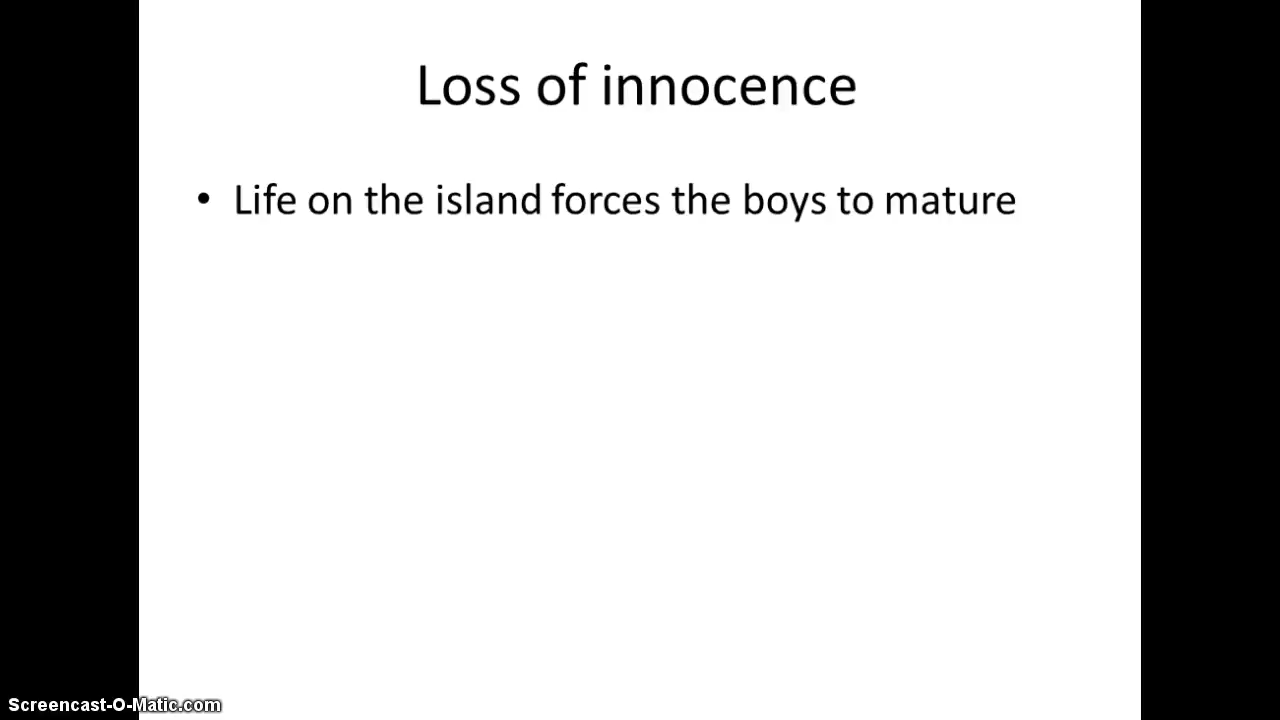 Loss of innocence
• Life on the island forces the boys to mature
Screencast-O-Matic.com